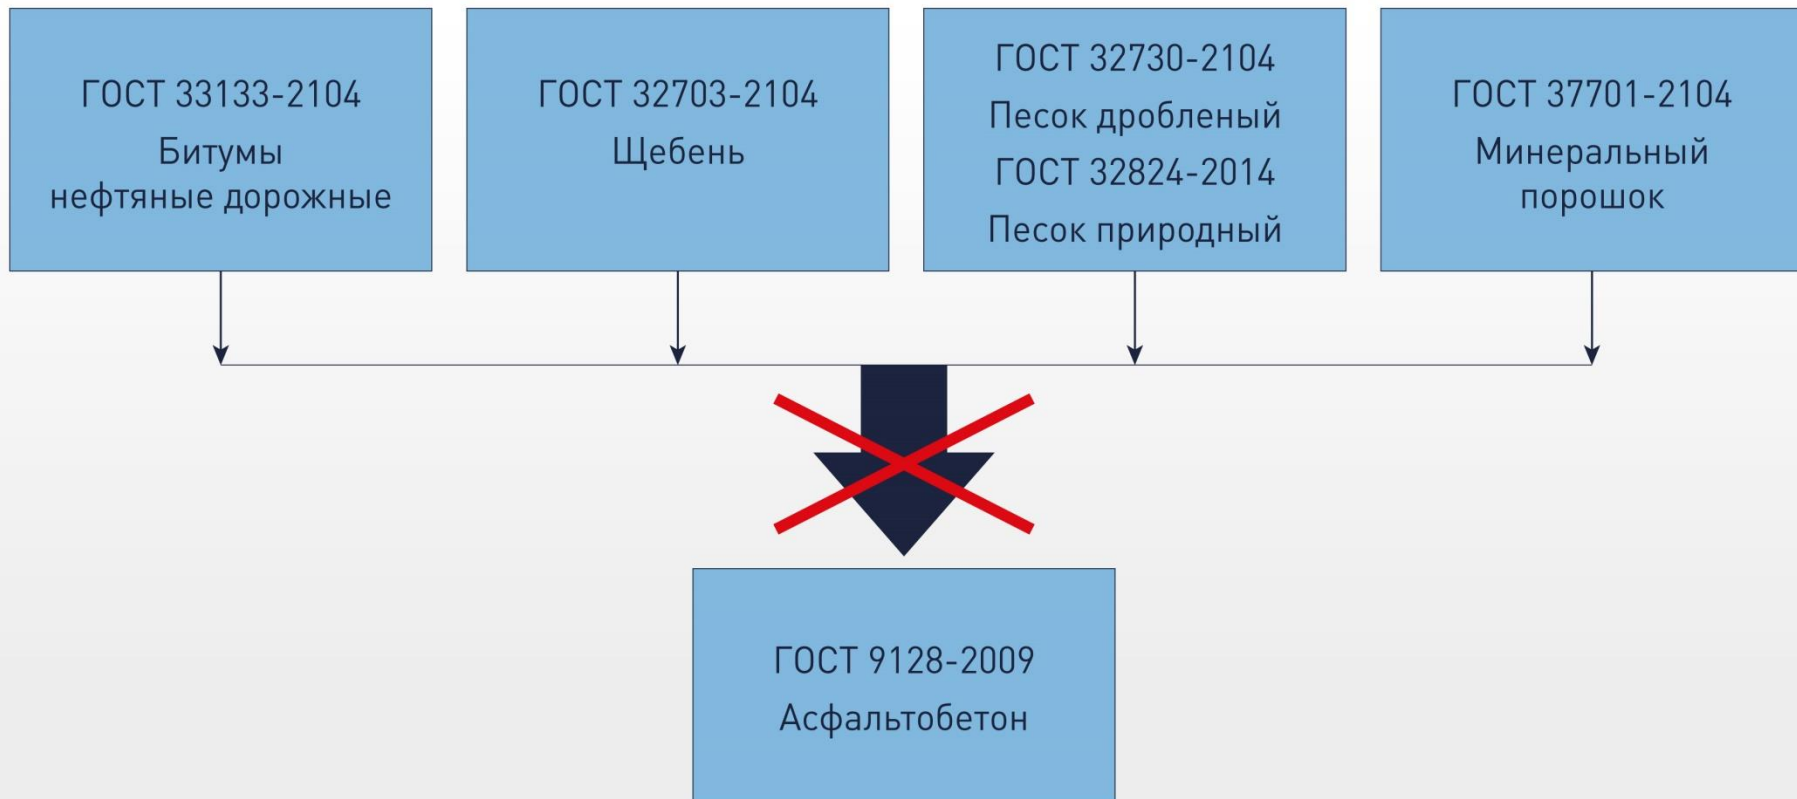 ГОСТ 33133-2104
Битумы
нефтяные дорожные
ГОСТ 32703-2104
Щебень
ГОСТ 32730-2104
Песок дробленый
ГОСТ 32824-2014
Песок природный
ГОСТ 37701-2104
Минеральный
порошок
ГОСТ 9128-2009
Асфальтобетон